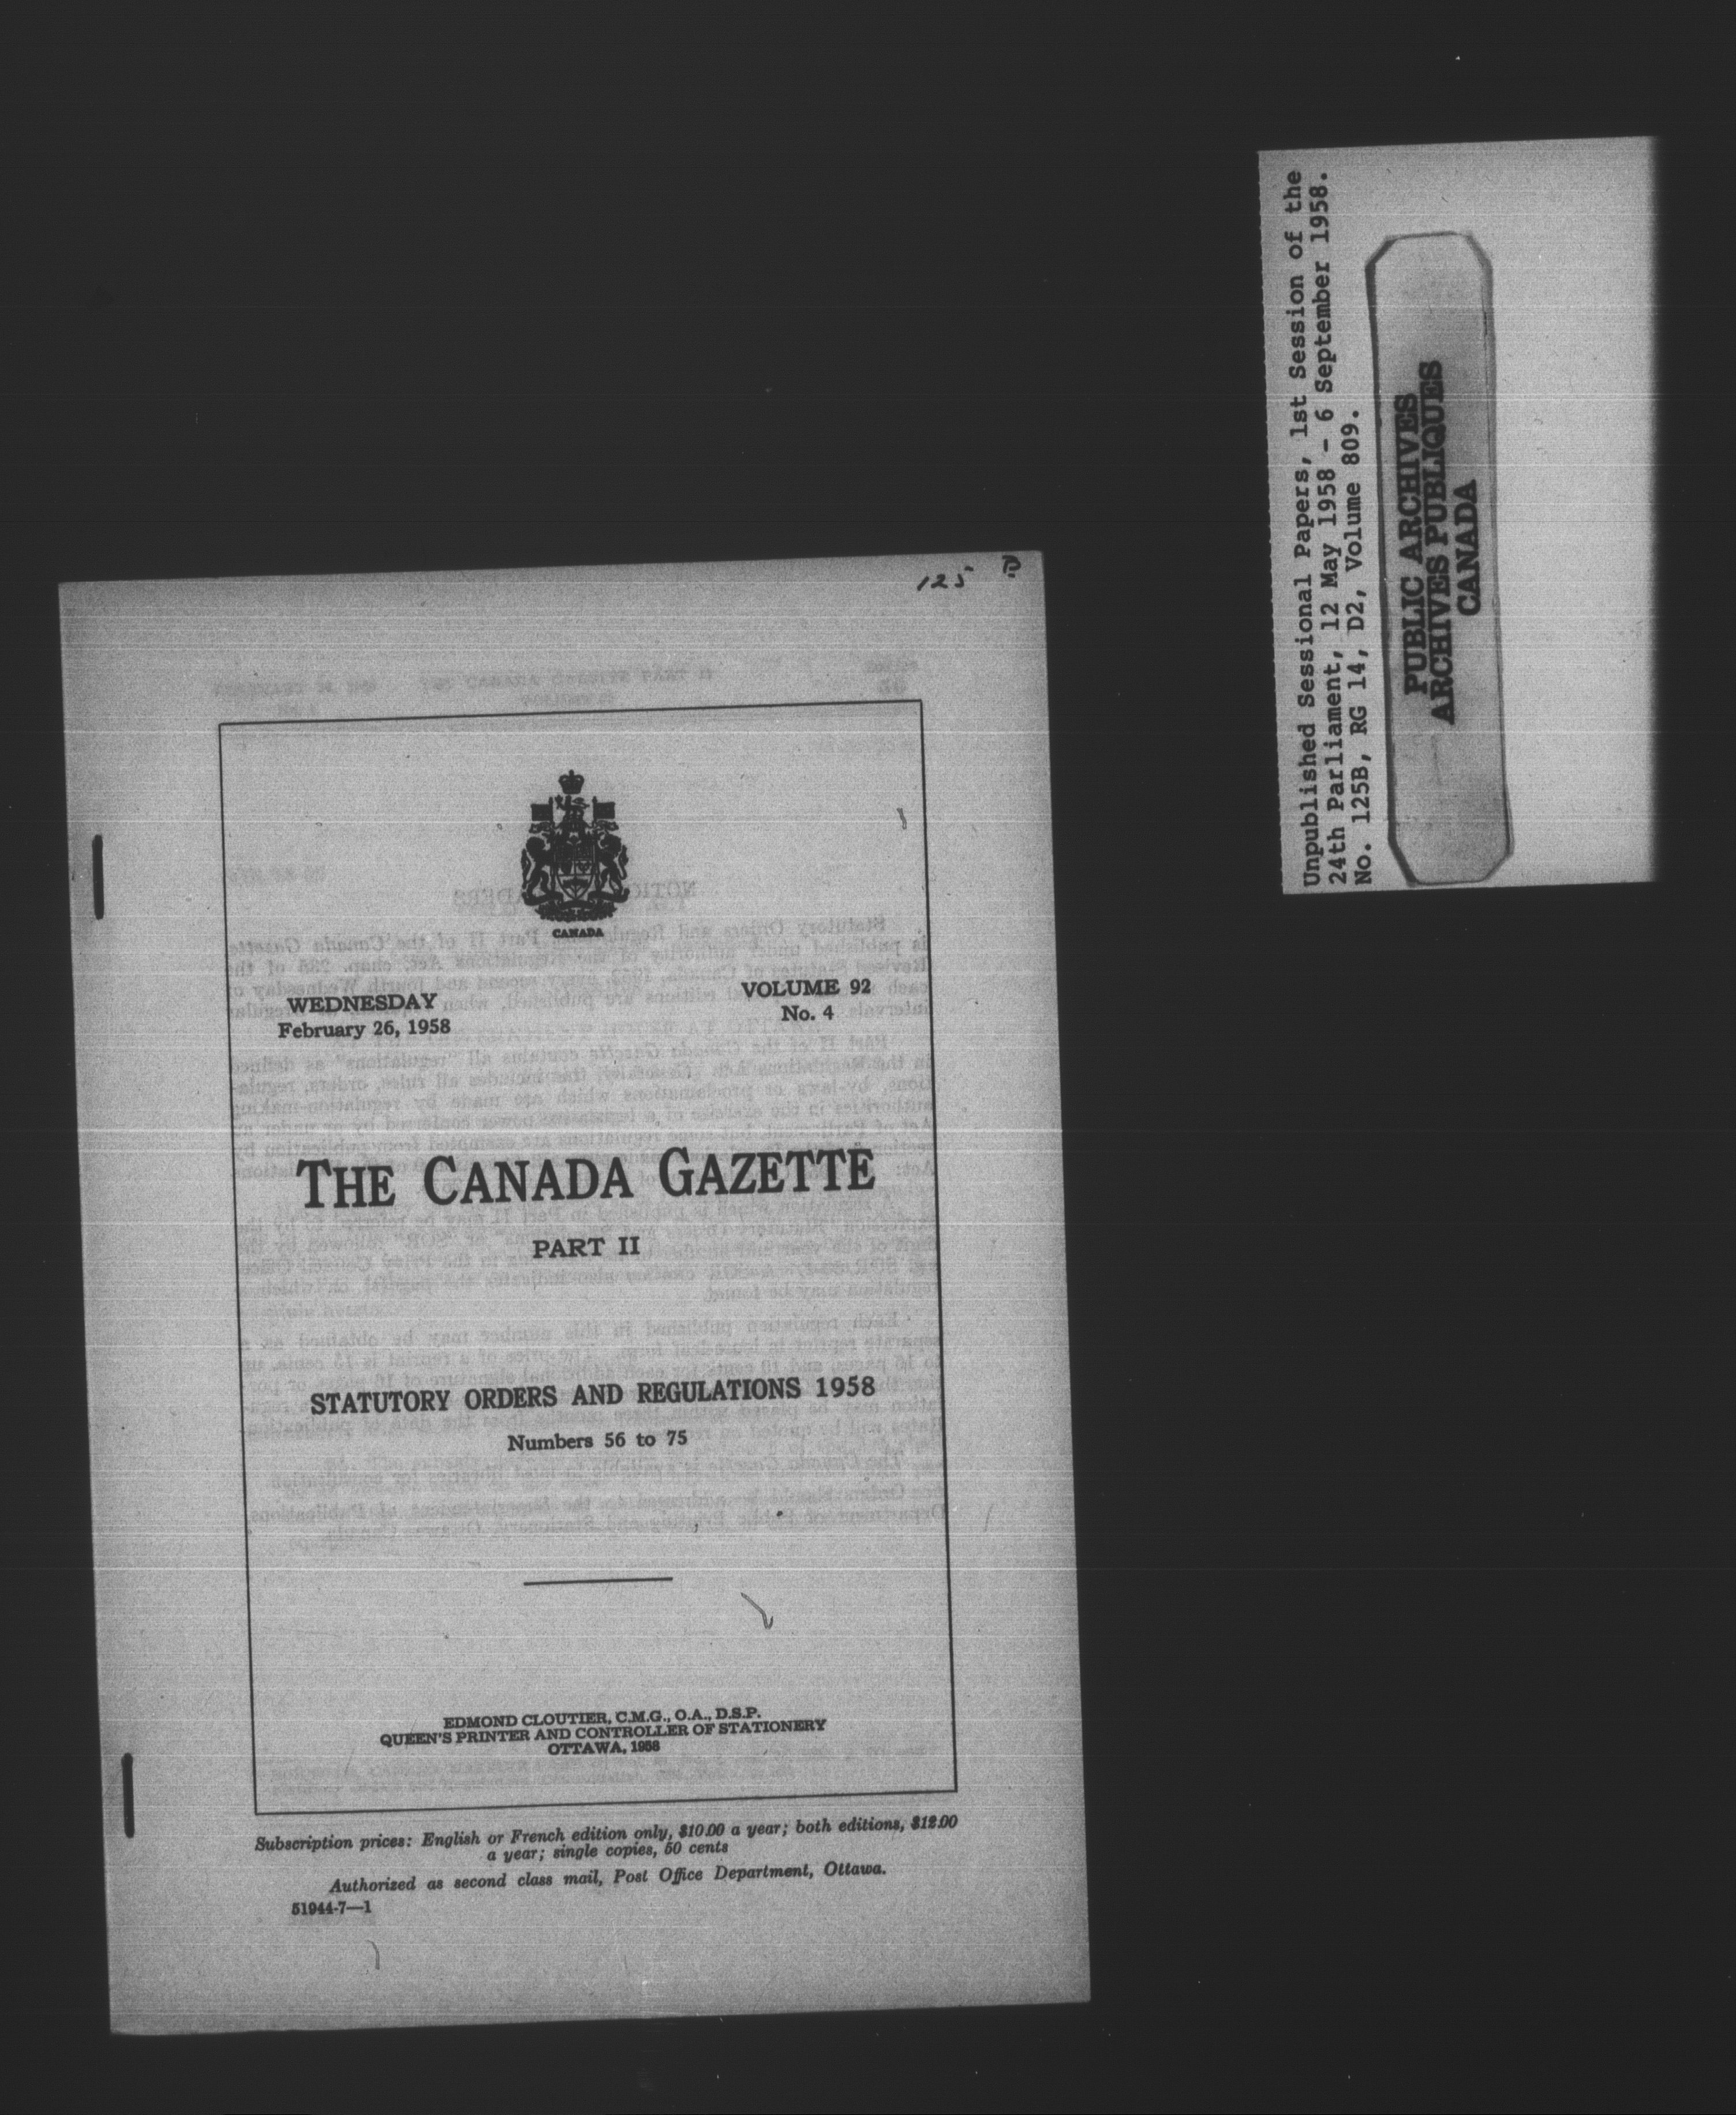 125 B
CANADA
WEDNESDAY
February 26, 1958
VOLUME 92
No. 4
THE CANADA GAZETTE
PART II
STATUTORY ORDERS AND REGULATIONS 1958
Numbers 56 to 75
EDMOND CLOUTIER, C.M.G., O.A., D.S.P.
QUEEN'S PRINTER AND CONTROLLER OF STATIONERY
OTTAWA, 1958
Subscription prices: English or French edition only, $10.00 a year; both editions, $12.00
a year; single copies, 50 cents
Authorized as second class mail, Post Office Department, Ottawa.
51944-7—1
Unpublished Sessional Papers, 1st Session of the
24th Parliament, 12 May 1958 - 6 September 1958.
No. 125B, RG 14, D2, Volume 809.
PUBLIC ARCHIVES
ARCHIVES PUBLIQUES
CANADA